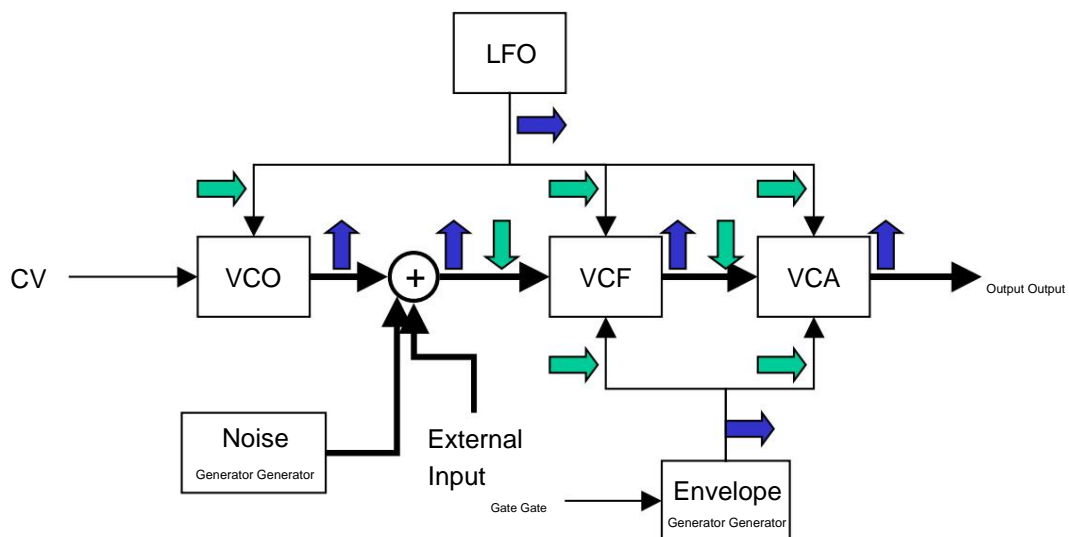 LFO
CV
VCO
+
VCF
VCA
Output Output
Noise
Generator Generator
External
Input
Gate Gate
Envelope
Generator Generator